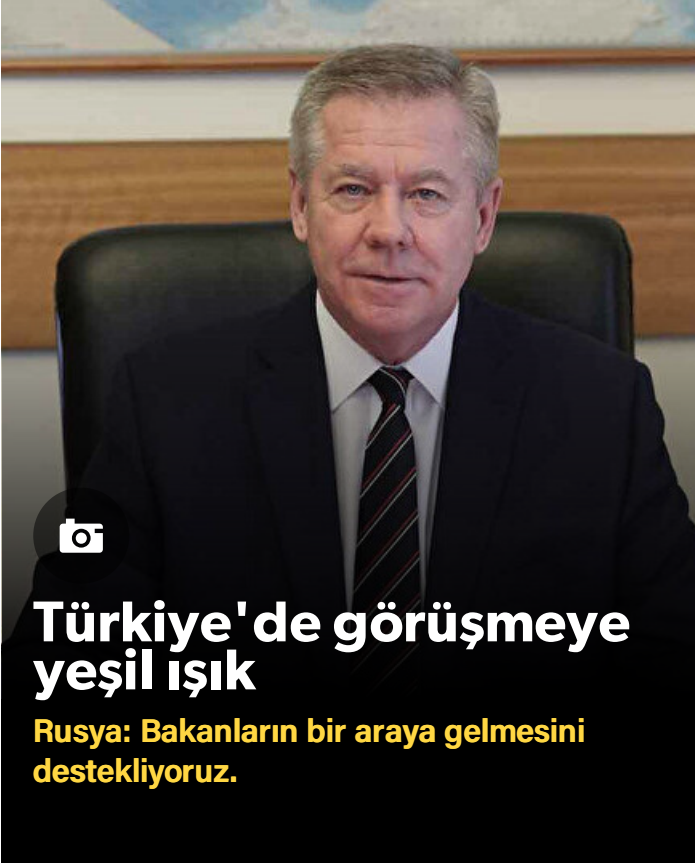 Türkiye'de görüşmeye
yeşil ışık
Rusya: Bakanların bir araya gelmesini
destekliyoruz.